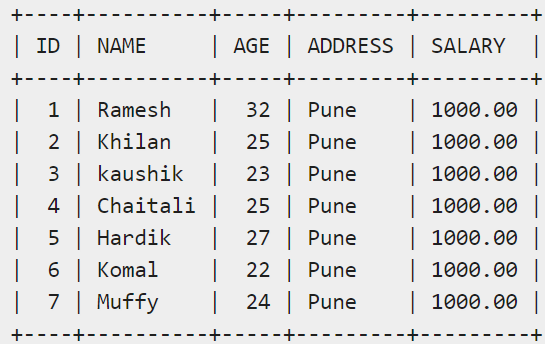 +----+----------+-----+---------+---------+
| ID | NAME     | AGE | ADDRESS | SALARY  |
+----+----------+-----+---------+---------+
|  1 | Ramesh   |  32 | Pune    | 1000.00 |
|  2 | Khilan   |  25 | Pune    | 1000.00 |
|  3 | kaushik  |  23 | Pune    | 1000.00 |
|  4 | Chaitali |  25 | Pune    | 1000.00 |
|  5 | Hardik   |  27 | Pune    | 1000.00 |
|  6 | Komal    |  22 | Pune    | 1000.00 |
|  7 | Muffy    |  24 | Pune    | 1000.00 |
+----+----------+-----+---------+---------+